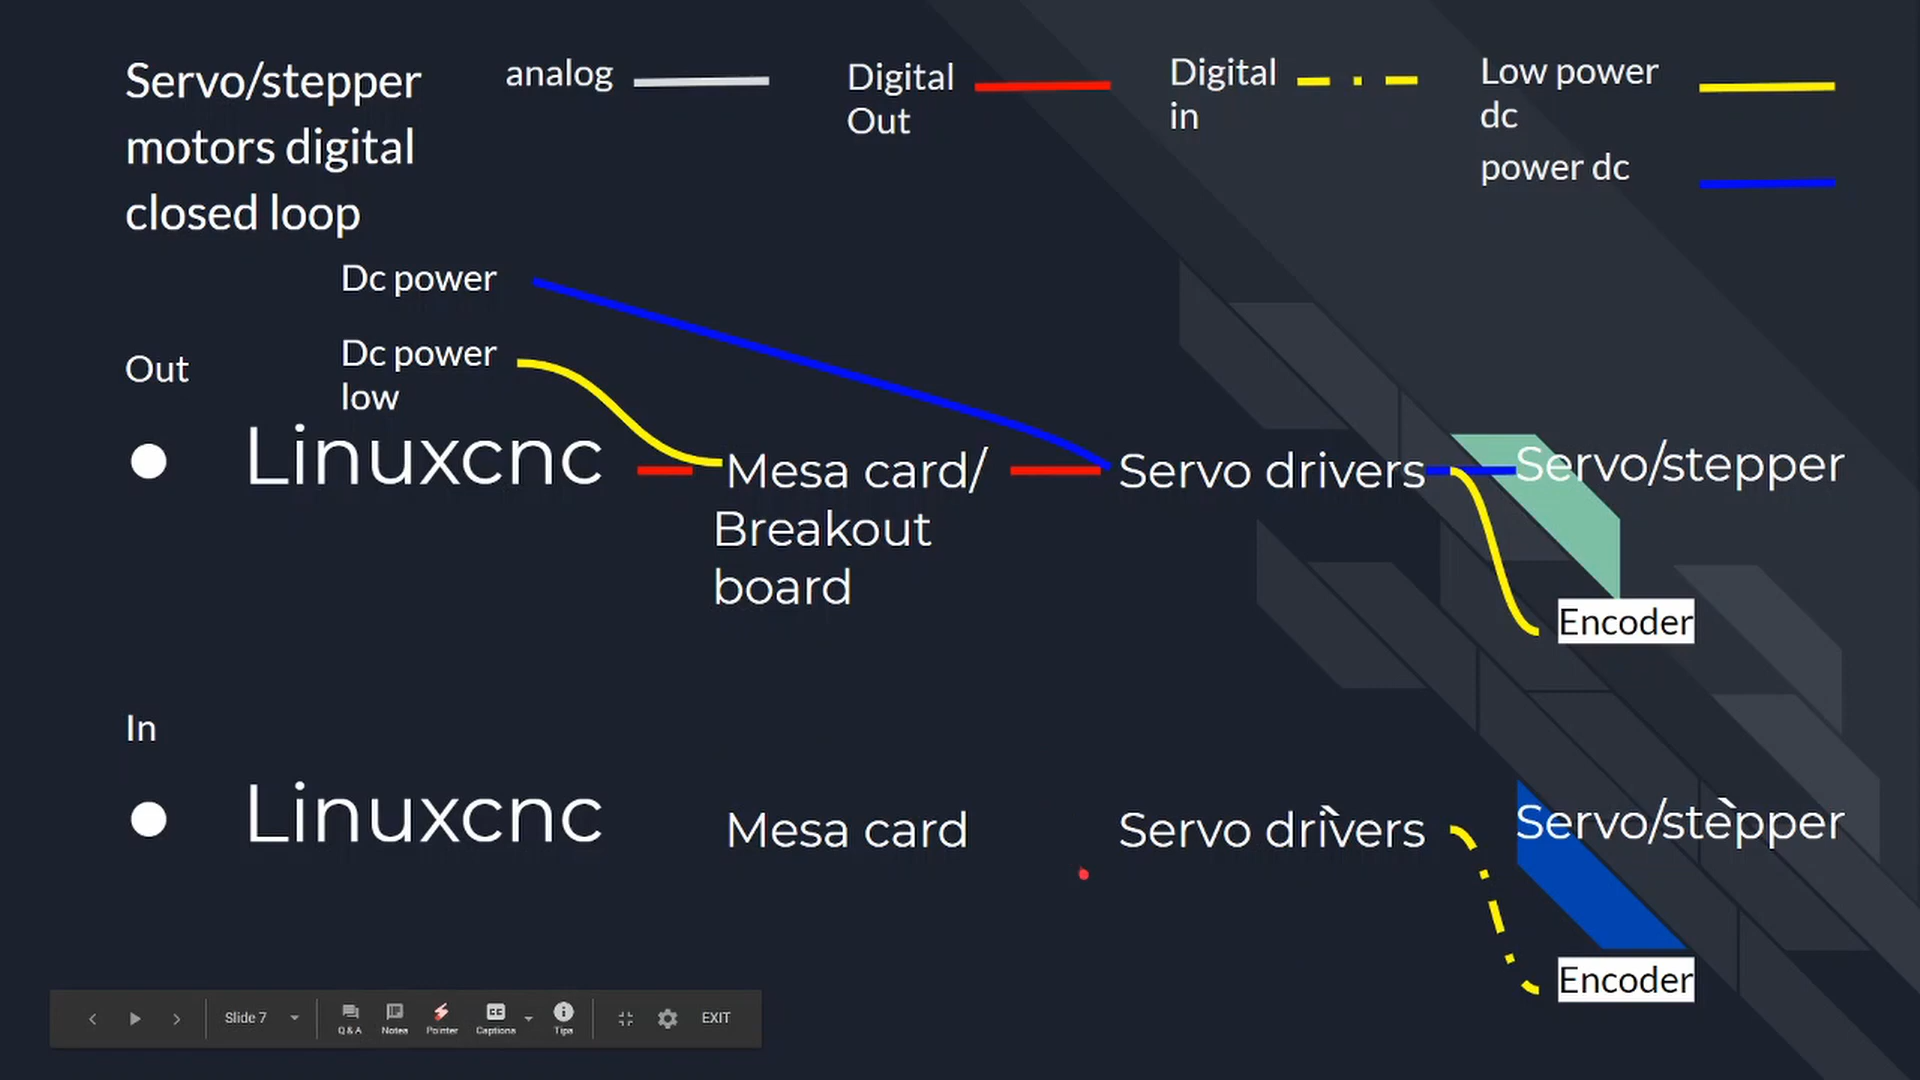 Servo/stepper
motors digital
closed loop
analog
Digital
Out
Digital
in
Low power
dc
power dc
Dc power
Dc power
low
Out
Linuxcnc
Mesa card/
Breakout
board
Servo drivers
Servo/stepper
Encoder
In
Linuxcnc
Mesa card
Servo drivers
Servo/stepper
Encoder
Slide 7
Q & A
Notes
Pointer
CC
Captions
Tips
EXIT